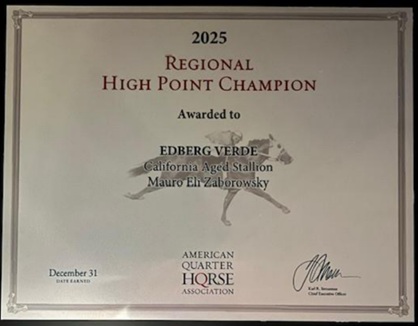 2025
REGIONAL
HIGH POINT CHAMPION
Awarded to
EDBERG VERDE
California Aged Stallion
Mauro Eli Zaborowsky
December 31
DATE EARNED
AMERICAN
QUARTER
HORSE
ASSOCIATION
Chief Executive Officer